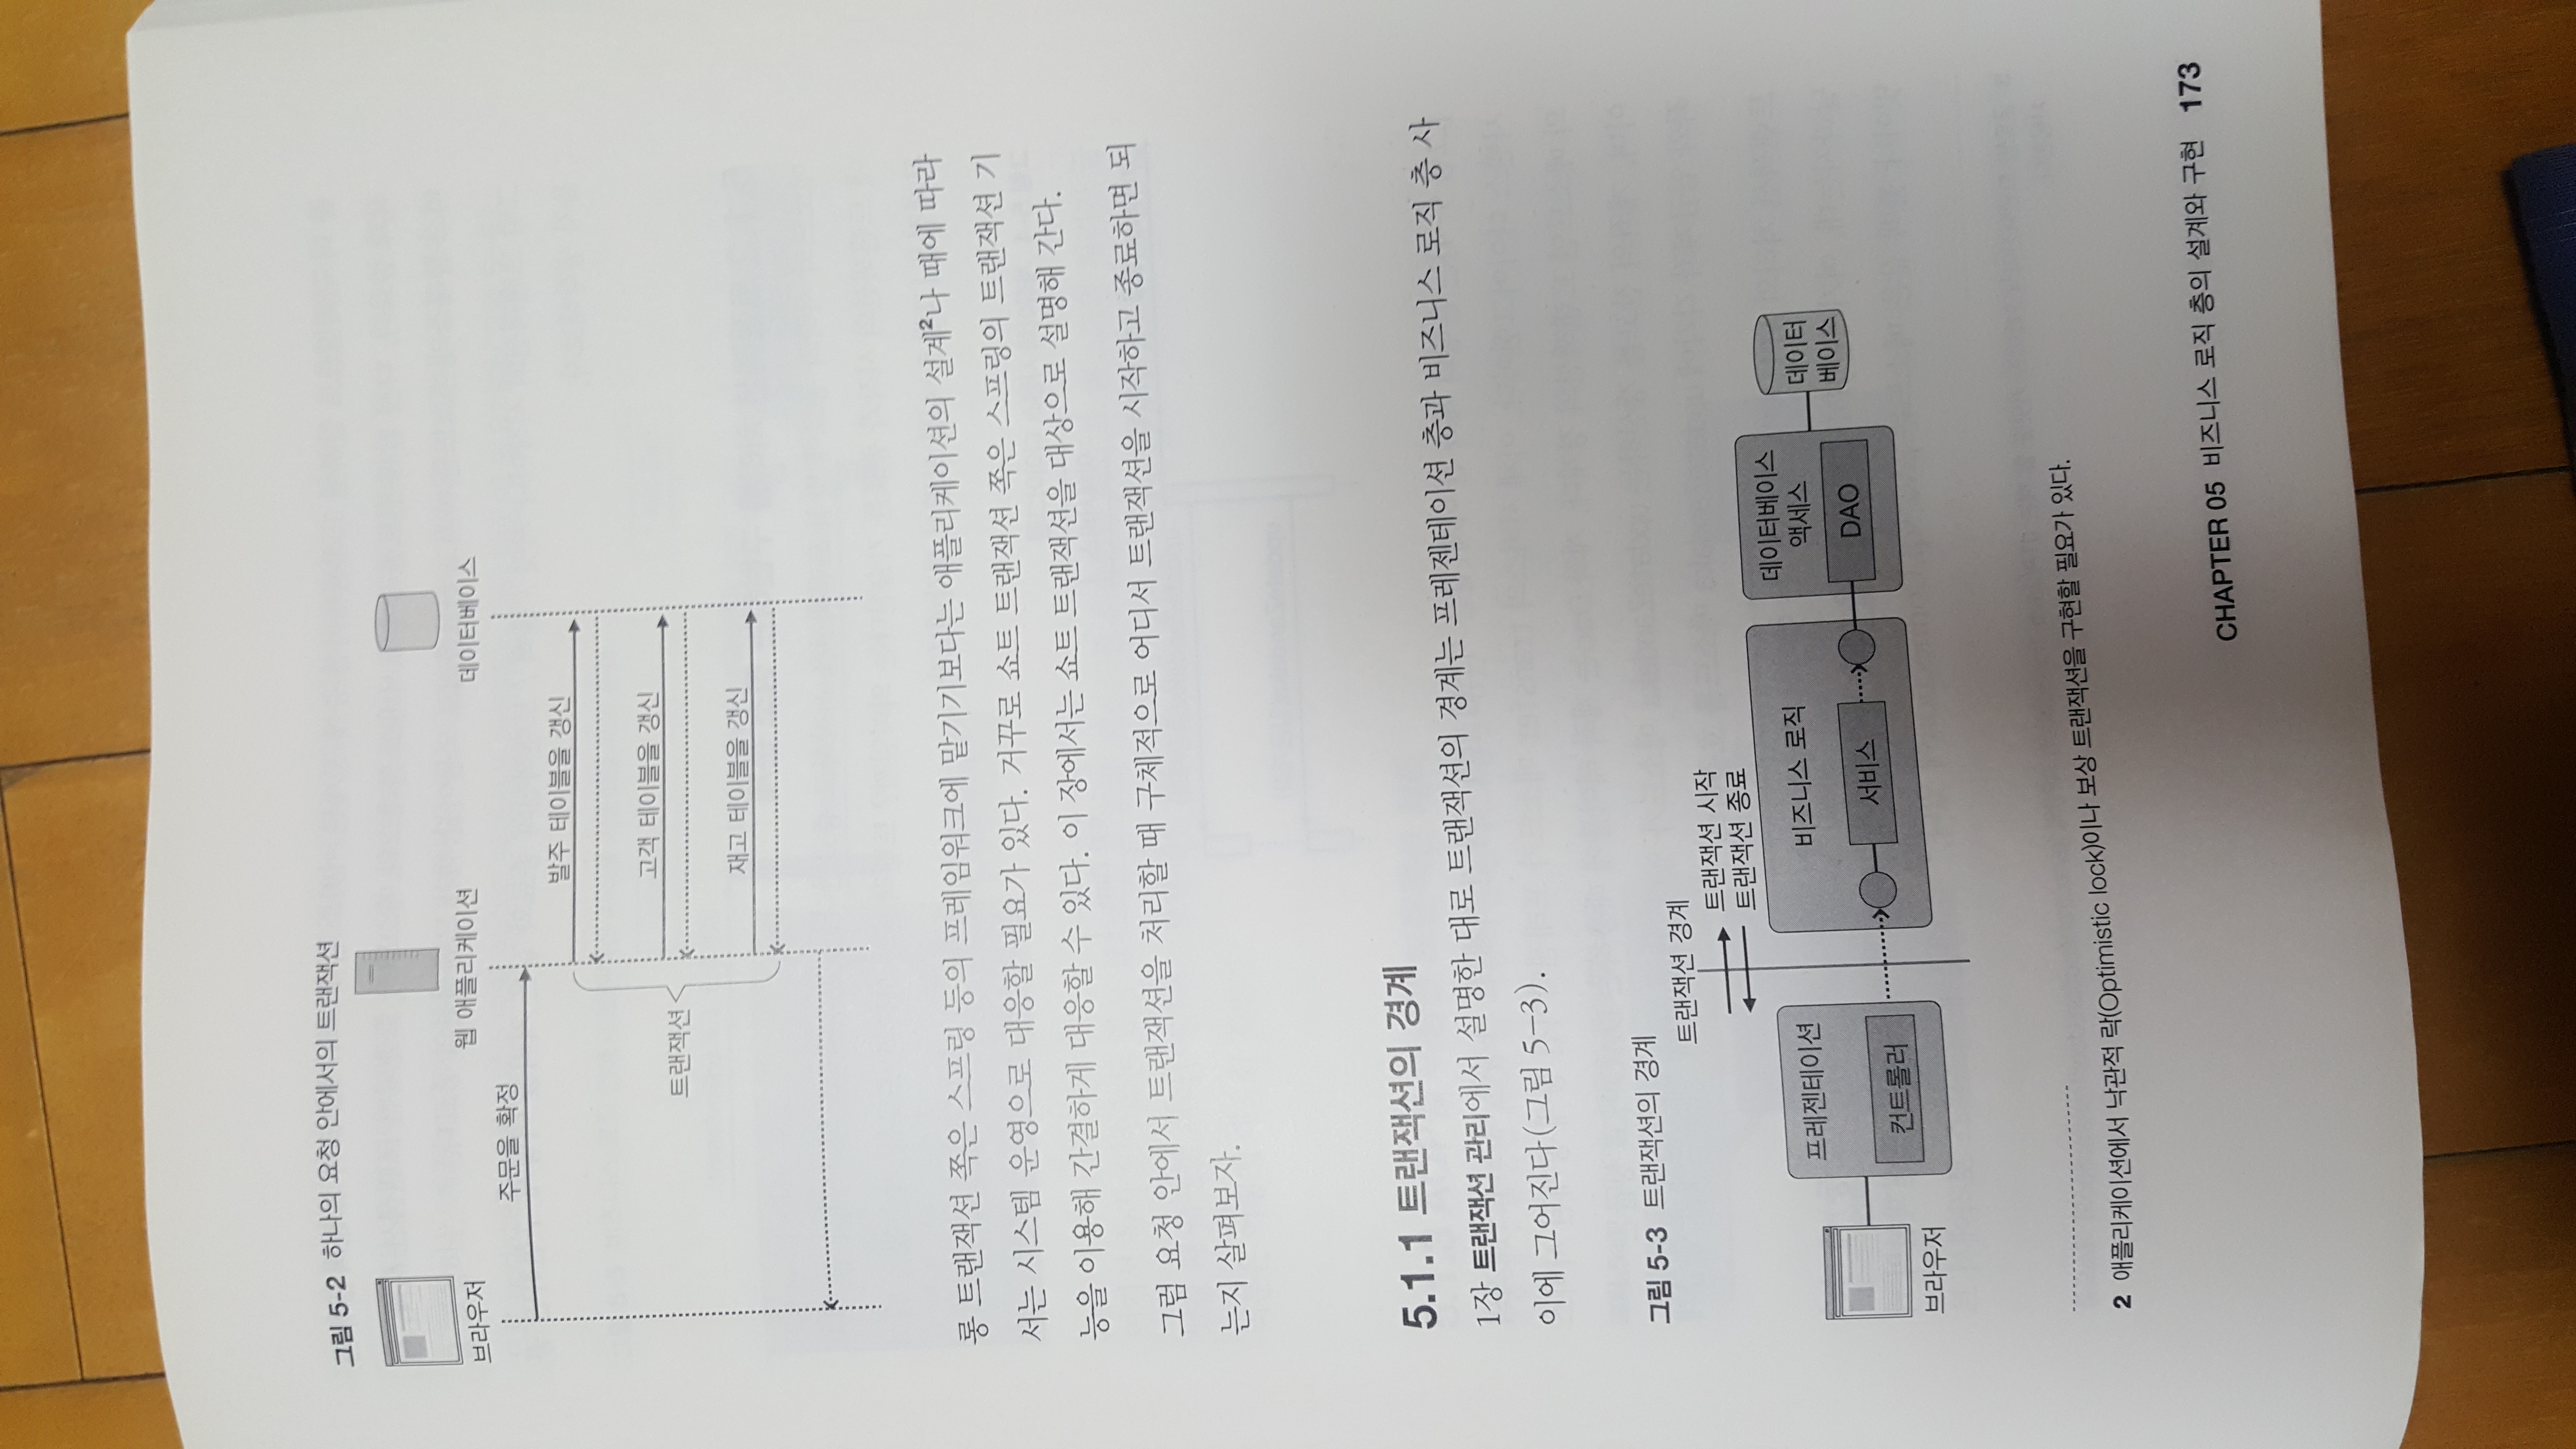 그림 5-2 하나의 요청 안에서의 트랜잭션
브라우저
웹 애플리케이션
데이터베이스
주문을 확정
발주 테이블을 갱신
고객 테이블을 갱신
트랜잭션
재고 테이블을 갱신
롱 트랜잭션 쪽은 스프링 등의 프레임워크에 맡기기보다는 애플리케이션의 설계2나 때에 따라
서는 시스템 운영으로 대응할 필요가 있다. 거꾸로 쇼트 트랜잭션 쪽은 스프링의 트랜잭션 기
능을 이용해 간결하게 대응할 수 있다. 이 장에서는 쇼트 트랜잭션을 대상으로 설명해 간다.
그럼 요청 안에서 트랜잭션을 처리할 때 구체적으로 어디서 트랜잭션을 시작하고 종료하면 되
는지 살펴보자.
5.1.1 트랜잭션의 경계
1장 트랜잭션 관리에서 설명한 대로 트랜잭션의 경계는 프레젠테이션 층과 비즈니스 로직 층 사
이에 그어진다(그림 5-3).
그림 5-3 트랜잭션의 경계
트랜잭션 경계
트랜잭션 시작
트랜잭션 종료
브라우저
프레젠테이션
컨트롤러
비즈니스 로직
서비스
데이터베이스
액세스
DAO
데이터
베이스
2 애플리케이션에서 낙관적 락(Optimistic lock)이나 보상 트랜잭션을 구현할 필요가 있다.
CHAPTER 05 비즈니스 로직 층의 설계와 구현 173